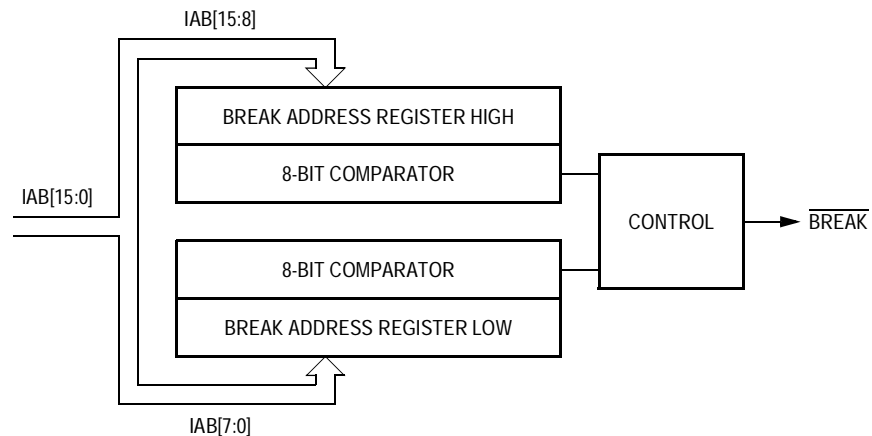 IAB[15:8]
BREAK ADDRESS REGISTER HIGH
8-BIT COMPARATOR
IAB[15:0]
CONTROL
BREAK
8-BIT COMPARATOR
BREAK ADDRESS REGISTER LOW
IAB[7:0]